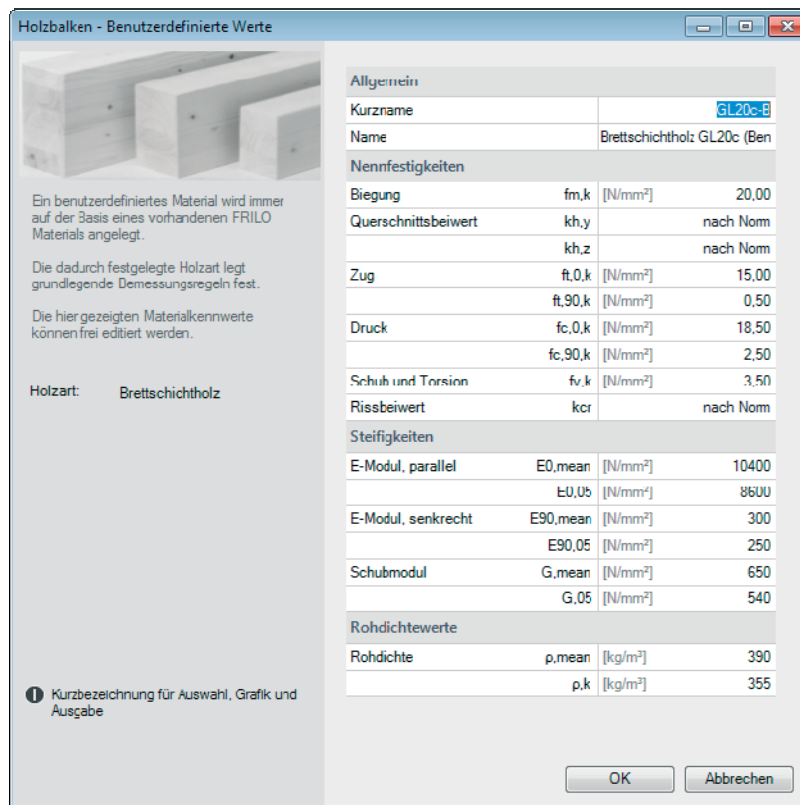 Holzbalken - Benutzerdefinierte Werte
Ein benutzerdefiniertes Material wird immer
auf der Basis eines vorhandenen FRILO
Materials angelegt.
Die dadurch festgelegte Holzart legt
grundlegende Bemessungsregeln fest.
Die hier gezeigten Materialkennwerte
können frei editiert werden.
Holzart: Brettschichtholz
Kurzbezeichnung für Auswahl, Grafik und
Ausgabe
Allgemein
Kurzname GL20c-B
Name Brettschichtholz GL20c (Ben
Nennfestigkeiten
Biegung fm,k [N/mm²] 20,00
Querschnittsbeiwert kh,y nach Norm
kh,z nach Norm
Zug ft,0,k [N/mm²] 15,00
ft,90,k [N/mm²] 0,50
Druck fc,0,k [N/mm²] 18,50
fc,90,k [N/mm²] 2,50
Schub und Torsion fv,k [N/mm²] 3,50
Rissbeiwert kcr nach Norm
Steifigkeiten
E-Modul, parallel E0,mean [N/mm²] 10400
E0,05 [N/mm²] 8600
E-Modul, senkrecht E90,mean [N/mm²] 300
E90,05 [N/mm²] 250
Schubmodul G,mean [N/mm²] 650
G,05 [N/mm²] 540
Rohdichtewerte
Rohdichte ρ,mean [kg/m³] 390
ρ,k [kg/m³] 355
OK Abbrechen